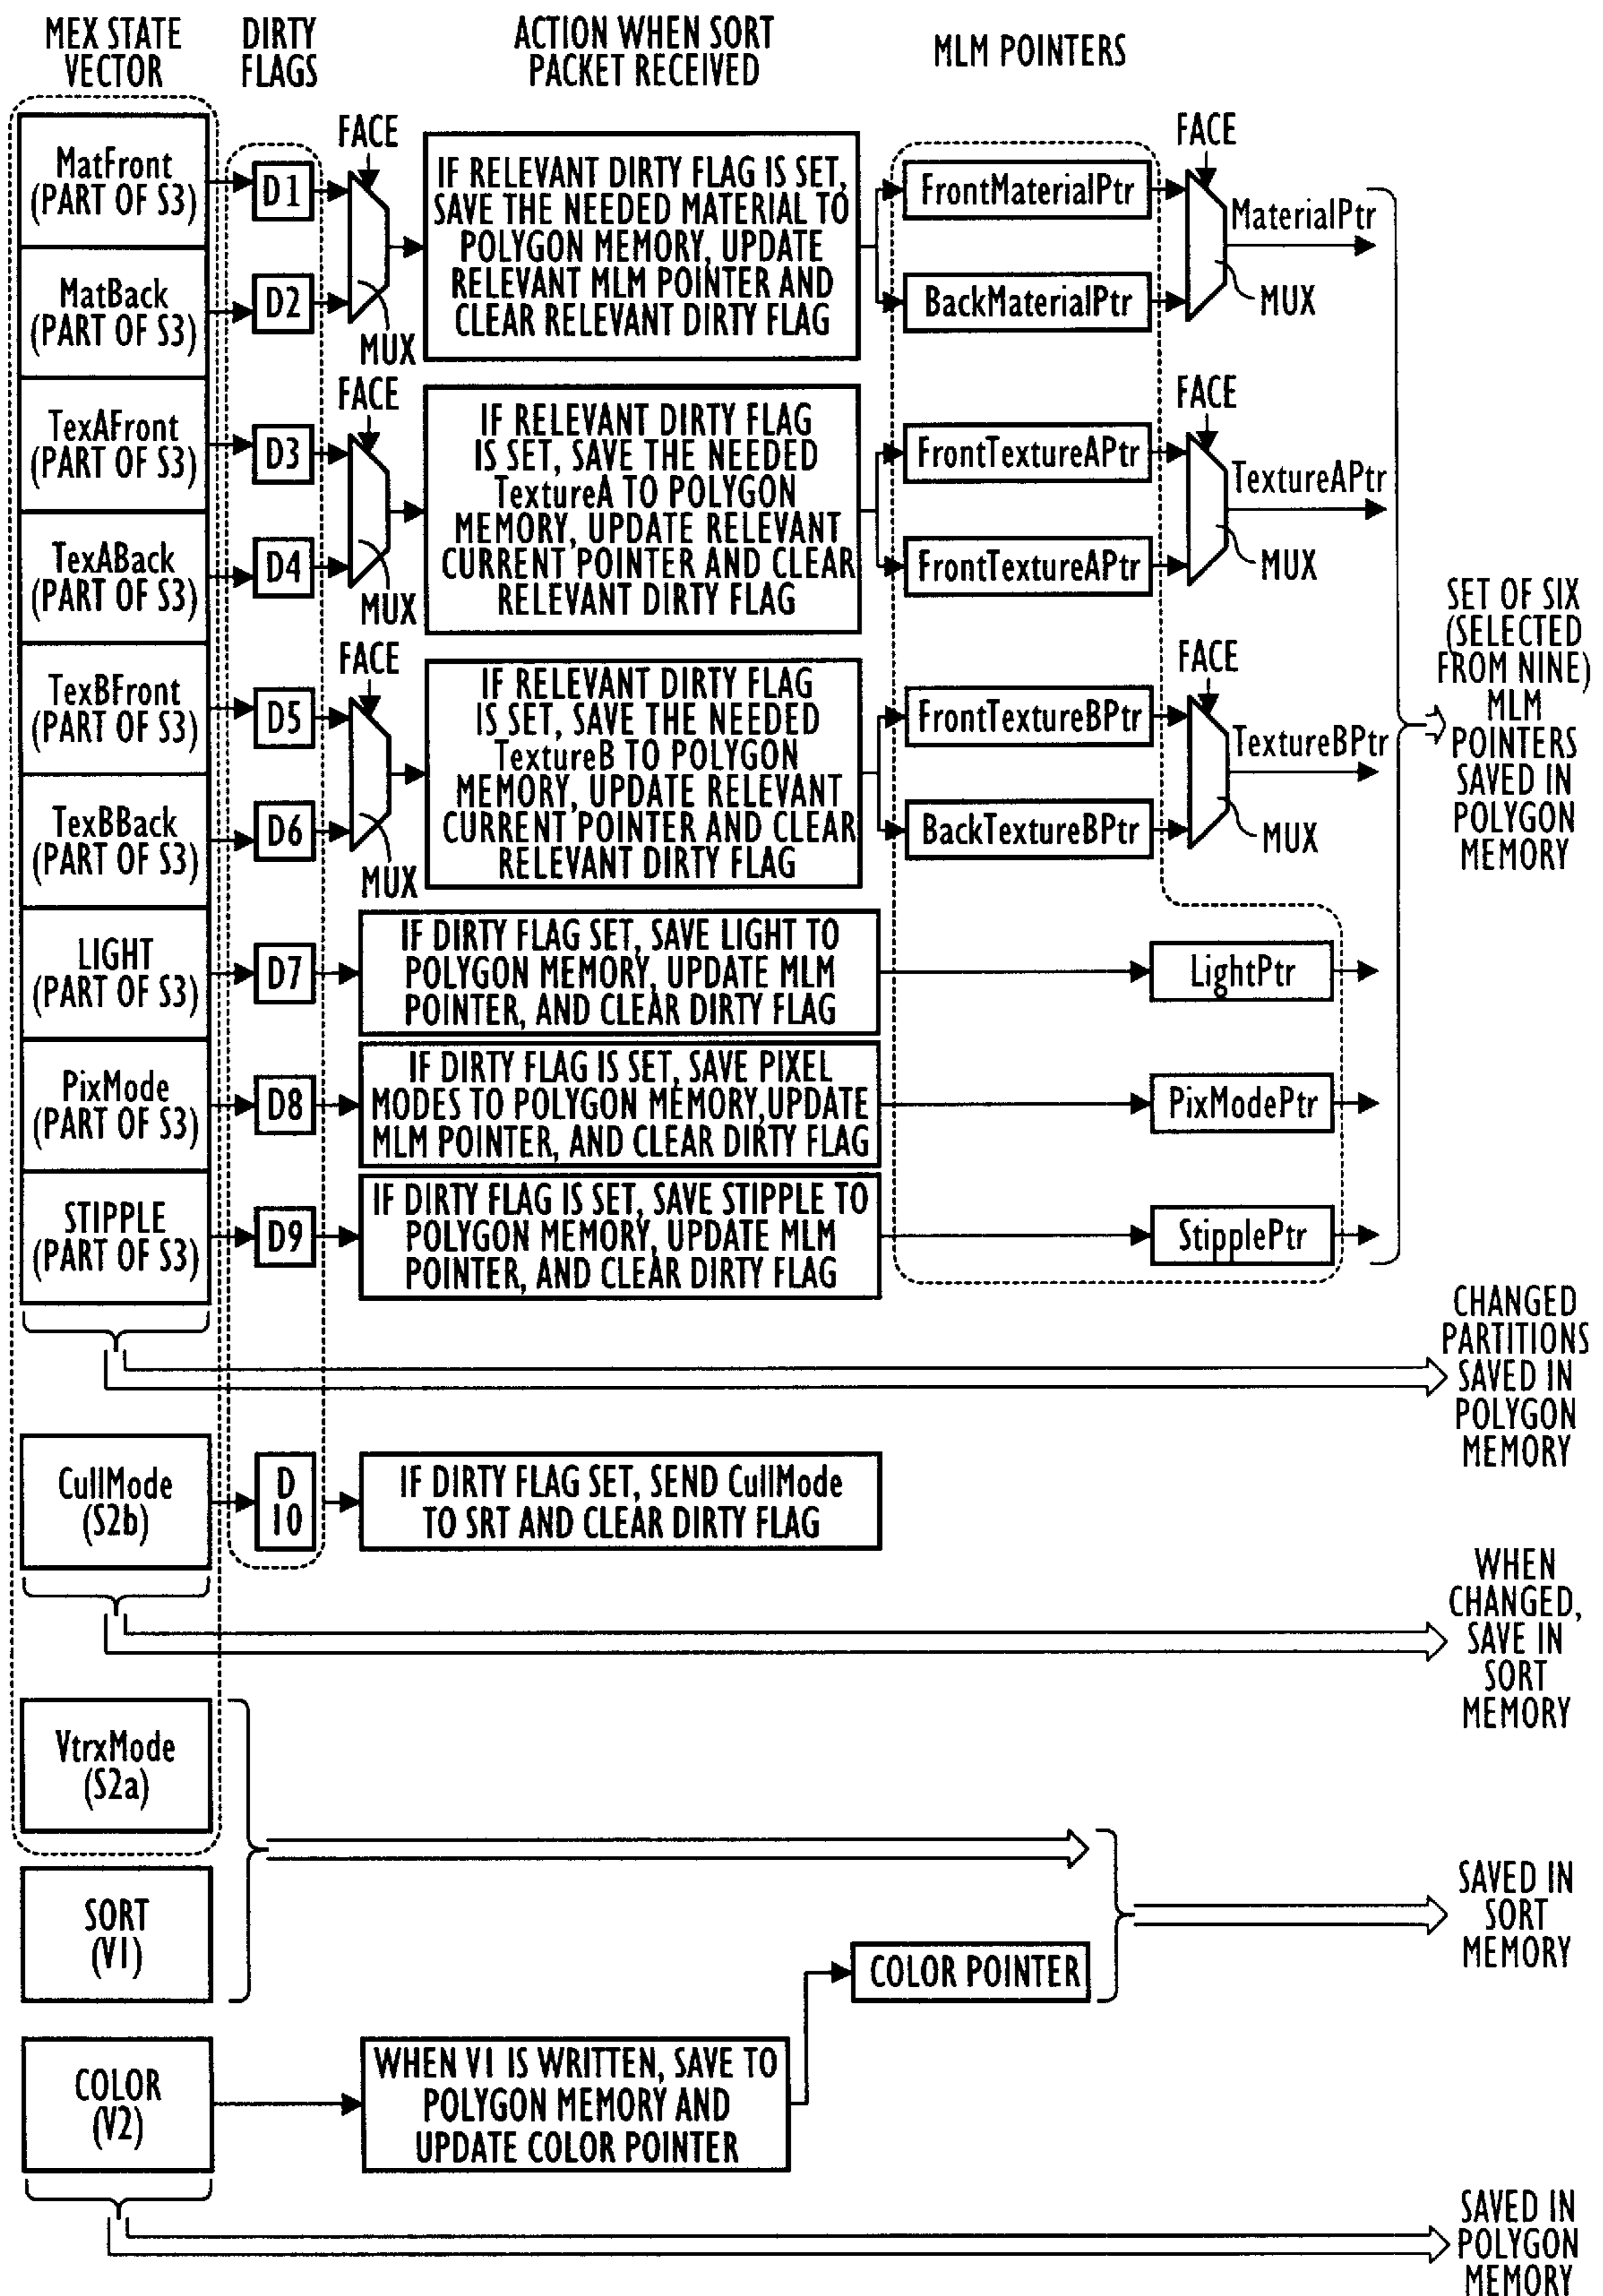 MEX STATE
VECTOR
DIRTY
FLAGS
ACTION WHEN SORT
PACKET RECEIVED
MLM POINTERS
MatFront
(PART OF S3)
D1
FACE
MUX
IF RELEVANT DIRTY FLAG IS SET,
SAVE THE NEEDED MATERIAL TO
POLYGON MEMORY, UPDATE
RELEVANT MLM POINTER AND
CLEAR RELEVANT DIRTY FLAG
FrontMaterialPtr
FACE
MaterialPtr
MatBack
(PART OF S3)
D2
BackMaterialPtr
MUX
TexAFront
(PART OF S3)
D3
FACE
MUX
IF RELEVANT DIRTY FLAG
IS SET, SAVE THE NEEDED
TextureA TO POLYGON
MEMORY, UPDATE RELEVANT
CURRENT POINTER AND CLEAR
RELEVANT DIRTY FLAG
FrontTextureAPtr
FACE
TextureAPtr
TexABack
(PART OF S3)
D4
FrontTextureAPtr
MUX
TexBFront
(PART OF S3)
D5
FACE
MUX
IF RELEVANT DIRTY FLAG
IS SET, SAVE THE NEEDED
TextureB TO POLYGON
MEMORY, UPDATE RELEVANT
CURRENT POINTER AND CLEAR
RELEVANT DIRTY FLAG
FrontTextureBPtr
FACE
TextureBPtr
TexBBack
(PART OF S3)
D6
BackTextureBPtr
MUX
SET OF SIX
(SELECTED
FROM NINE)
MLM
POINTERS
SAVED IN
POLYGON
MEMORY
LIGHT
(PART OF S3)
D7
IF DIRTY FLAG SET, SAVE LIGHT TO
POLYGON MEMORY, UPDATE MLM
POINTER, AND CLEAR DIRTY FLAG
LightPtr
PixMode
(PART OF S3)
D8
IF DIRTY FLAG IS SET, SAVE PIXEL
MODES TO POLYGON MEMORY,UPDATE
MLM POINTER, AND CLEAR DIRTY FLAG
PixModePtr
STIPPLE
(PART OF S3)
D9
IF DIRTY FLAG IS SET, SAVE STIPPLE TO
POLYGON MEMORY, UPDATE MLM
POINTER, AND CLEAR DIRTY FLAG
StipplePtr
CHANGED
PARTITIONS
SAVED IN
POLYGON
MEMORY
CullMode
(S2b)
D
10
IF DIRTY FLAG SET, SEND CullMode
TO SRT AND CLEAR DIRTY FLAG
WHEN
CHANGED,
SAVE IN
SORT
MEMORY
VtrxMode
(S2a)
SORT
(V1)
COLOR POINTER
SAVED IN
SORT
MEMORY
COLOR
(V2)
WHEN V1 IS WRITTEN, SAVE TO
POLYGON MEMORY AND
UPDATE COLOR POINTER
SAVED IN
POLYGON
MEMORY